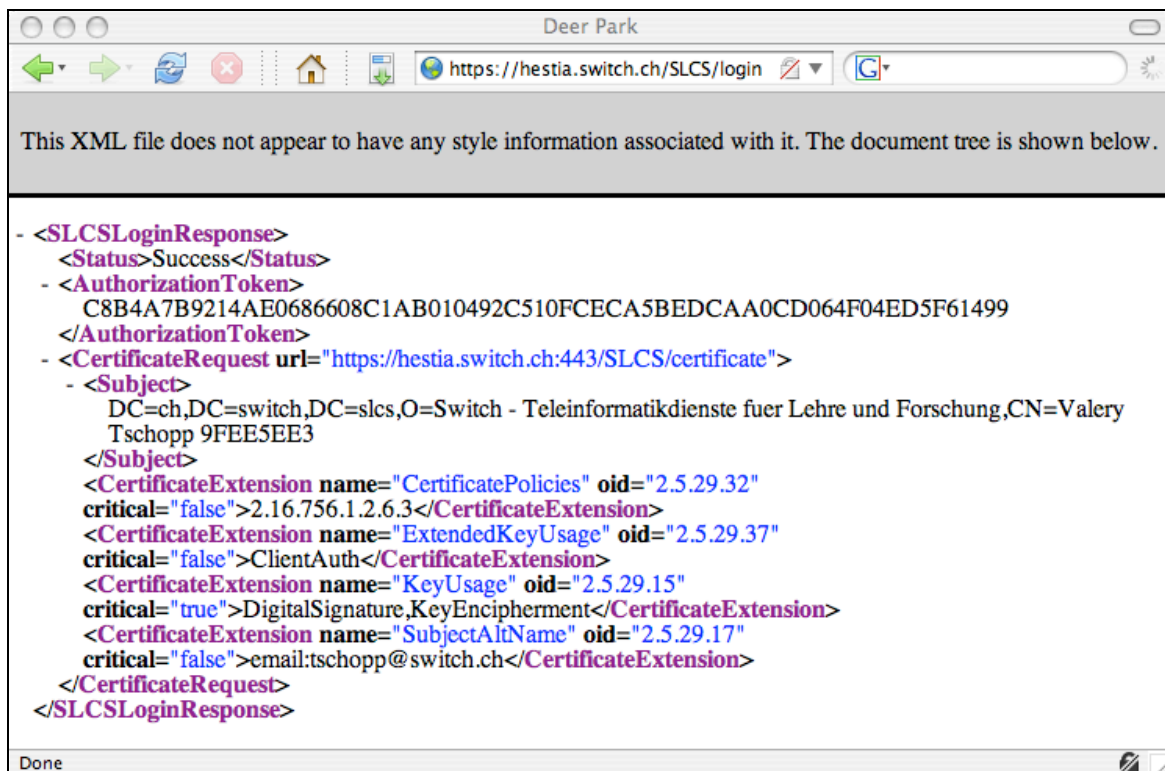 Deer Park
https://hestia.switch.ch/SLCS/login
G
This XML file does not appear to have any style information associated with it. The document tree is shown below.
- <SLCSLoginResponse>
<Status>Success</Status>
- <AuthorizationToken>
C8B4A7B9214AE0686608C1AB010492C510FCECA5BEDCAA0CD064F04ED5F61499
</AuthorizationToken>
- <CertificateRequest url="https://hestia.switch.ch:443/SLCS/certificate">
- <Subject>
DC=ch,DC=switch,DC=slcs,O=Switch - Teleinformatikdienste fuer Lehre und Forschung,CN=Valery
Tschopp 9FEE5EE3
</Subject>
<CertificateExtension name="CertificatePolicies" oid="2.5.29.32"
critical="false">2.16.756.1.2.6.3</CertificateExtension>
<CertificateExtension name="ExtendedKeyUsage" oid="2.5.29.37"
critical="false">ClientAuth</CertificateExtension>
<CertificateExtension name="KeyUsage" oid="2.5.29.15"
critical="true">DigitalSignature,KeyEncipherment</CertificateExtension>
<CertificateExtension name="SubjectAltName" oid="2.5.29.17"
critical="false">email:tschopp@switch.ch</CertificateExtension>
</CertificateRequest>
</SLCSLoginResponse>
Done